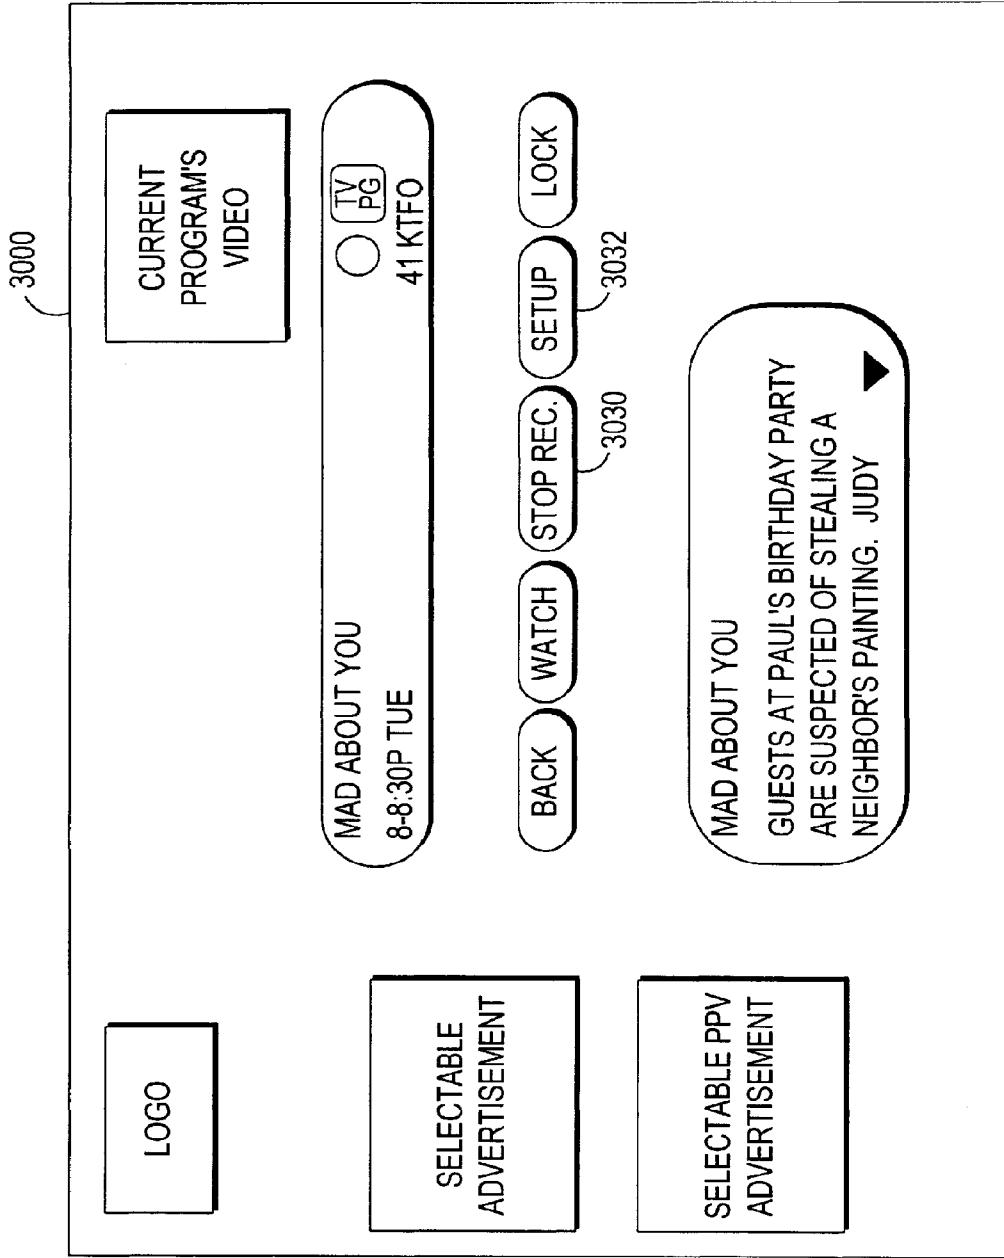 3000
LOGO
CURRENT
PROGRAM'S
VIDEO
MAD ABOUT YOU
8-8:30P TUE
TV
PG
41 KTFO
SELECTABLE
ADVERTISEMENT
BACK
WATCH
STOP REC.
SETUP
LOCK
3030
3032
SELECTABLE PPV
ADVERTISEMENT
MAD ABOUT YOU
GUESTS AT PAUL'S BIRTHDAY PARTY
ARE SUSPECTED OF STEALING A
NEIGHBOR'S PAINTING. JUDY